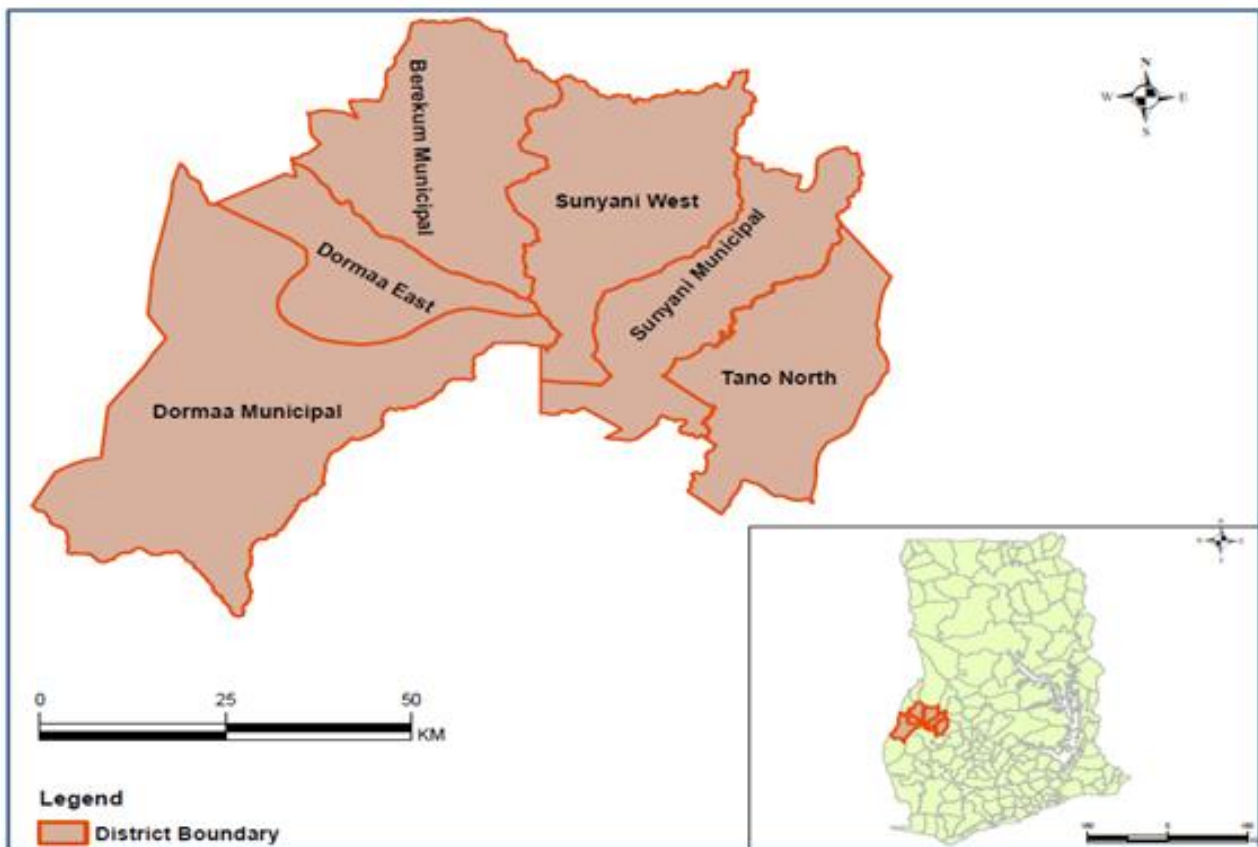 N
W E
S
Berekum Municipal
Sunyani West
Sunyani Municipal
Dormaa East
Tano North
Dormaa Municipal
0 25 50
KM
Legend
District Boundary